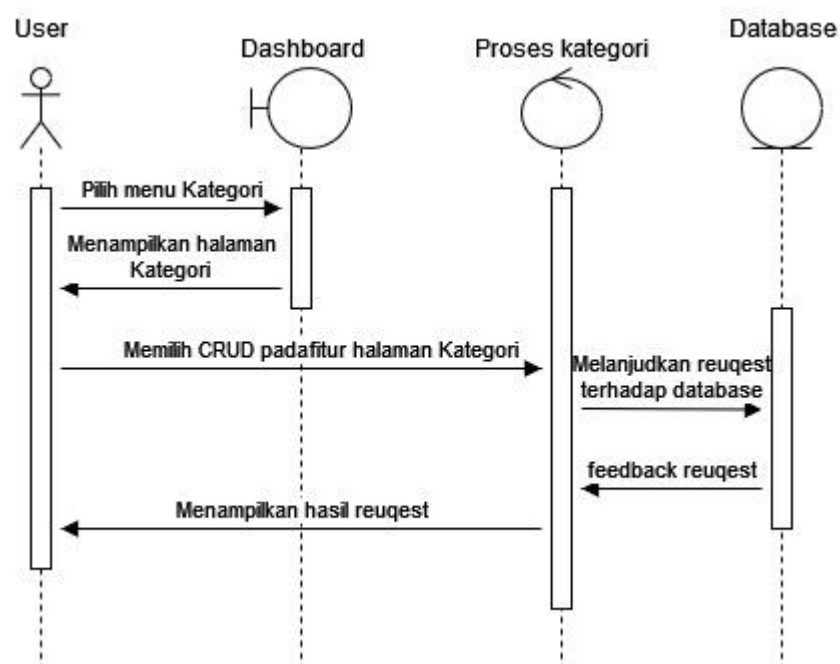 User
Dashboard
Proses kategori
Database
Pilih menu Kategori
Menampilkan halaman
Kategori
Memilih CRUD padafitur halaman Kategori
Melanjudkan reuqest
terhadap database
feedback reuqest
Menampilkan hasil reuqest